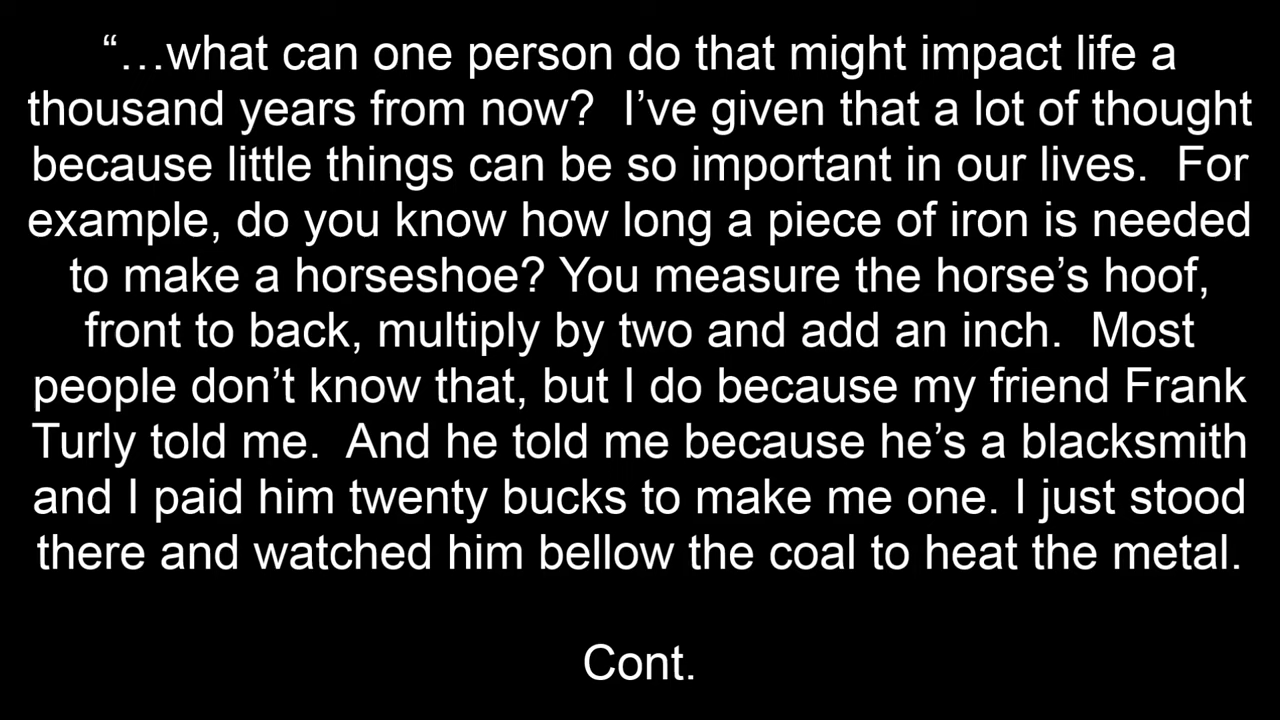 “…what can one person do that might impact life a
thousand years from now?  I’ve given that a lot of thought
because little things can be so important in our lives.  For
example, do you know how long a piece of iron is needed
to make a horseshoe? You measure the horse’s hoof,
front to back, multiply by two and add an inch.  Most
people don’t know that, but I do because my friend Frank
Turly told me.  And he told me because he’s a blacksmith
and I paid him twenty bucks to make me one. I just stood
there and watched him bellow the coal to heat the metal.
Cont.